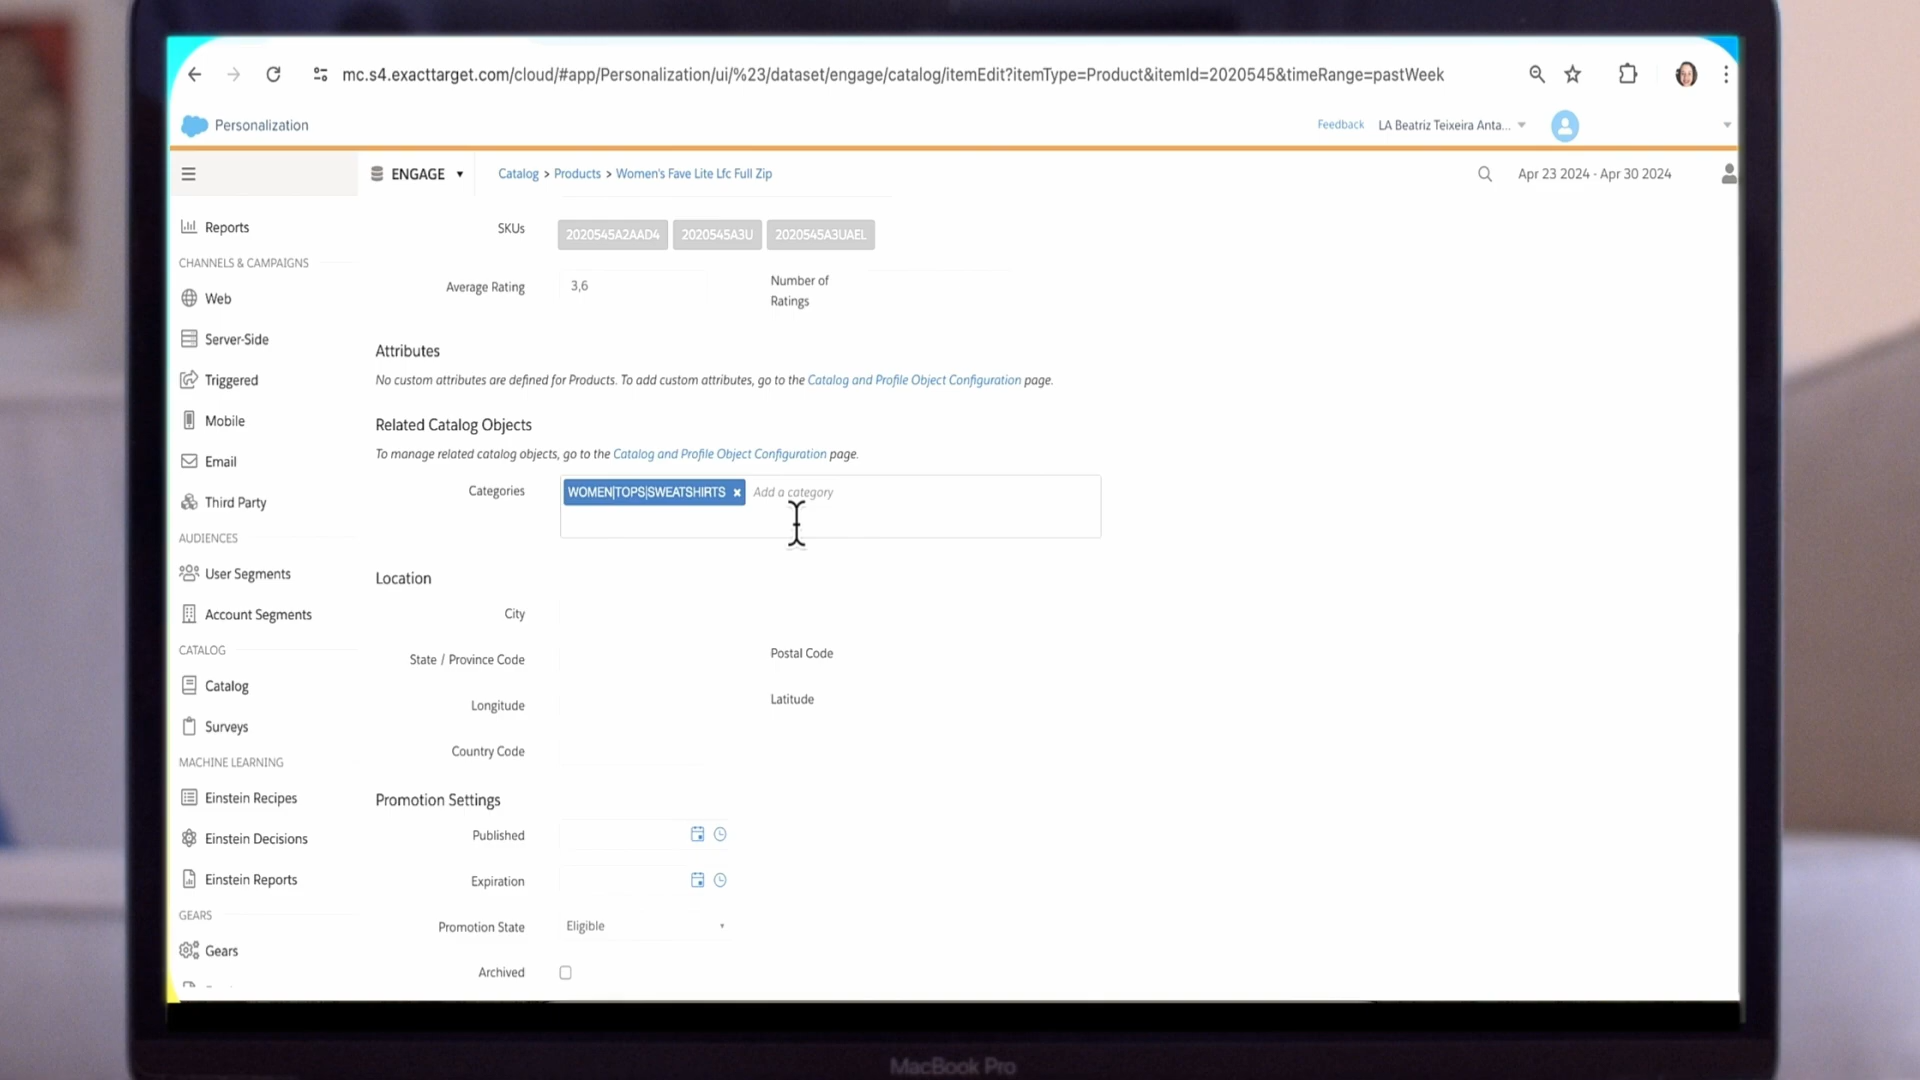 mc.s4.exacttarget.com/cloud/#app/Personalization/ui/%23/dataset/engage/catalog/itemEdit?itemType=Product&itemId=2020545&timeRange=pastWeek
Personalization
Feedback
LA Beatriz Teixeira Anta...
ENGAGE
Catalog > Products > Women's Fave Lite Lfc Full Zip
Apr 23 2024 - Apr 30 2024
Reports
CHANNELS & CAMPAIGNS
Web
Server-Side
Triggered
Mobile
Email
Third Party
AUDIENCES
User Segments
Account Segments
CATALOG
Catalog
Surveys
MACHINE LEARNING
Einstein Recipes
Einstein Decisions
Einstein Reports
GEARS
Gears
SKUs
2020545A2AAD4
2020545A3U
2020545A3UAEL
Average Rating
3,6
Number of
Ratings
Attributes
No custom attributes are defined for Products. To add custom attributes, go to the Catalog and Profile Object Configuration page.
Related Catalog Objects
To manage related catalog objects, go to the Catalog and Profile Object Configuration page.
Categories
WOMEN|TOPS|SWEATSHIRTS ×
Add a category
Location
City
State / Province Code
Postal Code
Longitude
Latitude
Country Code
Promotion Settings
Published
Expiration
Promotion State
Eligible
Archived
MacBook Pro